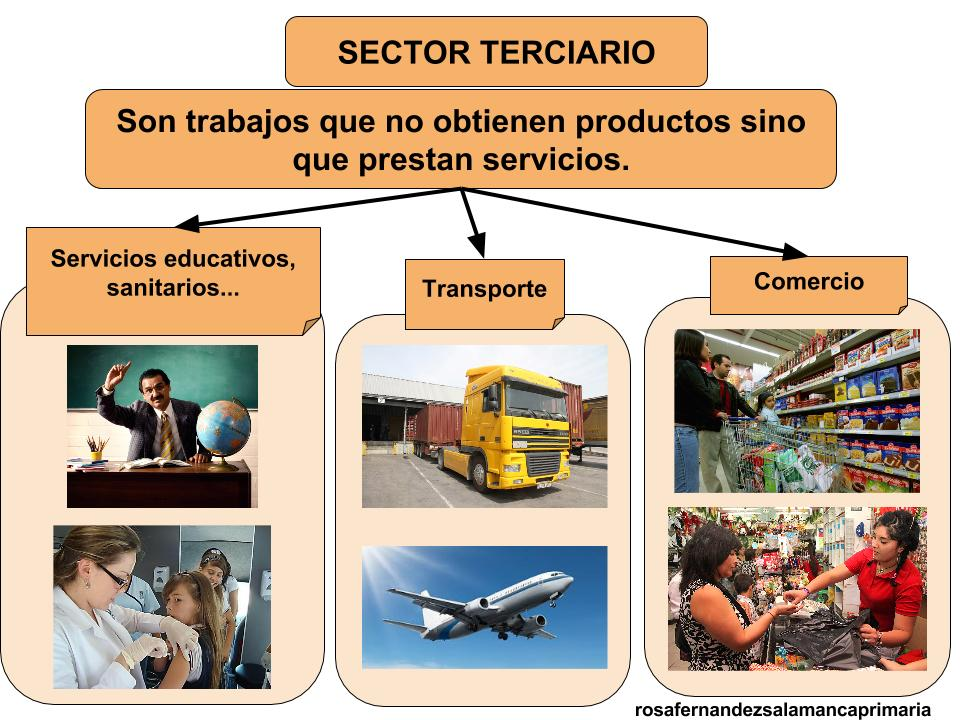 SECTOR TERCIARIO
Son trabajos que no obtienen productos sino
que prestan servicios.
Servicios educativos,
sanitarios...
Transporte
Comercio
rosafernandezsalamancaprimaria